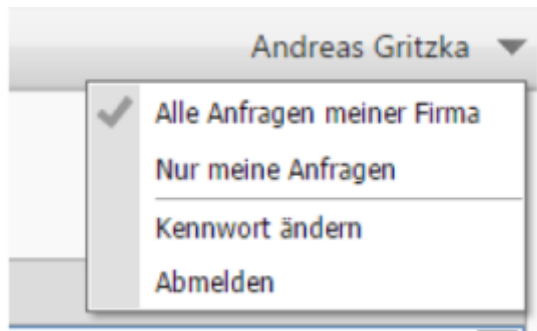 Andreas Gritzka
Alle Anfragen meiner Firma
Nur meine Anfragen
Kennwort ändern
Abmelden